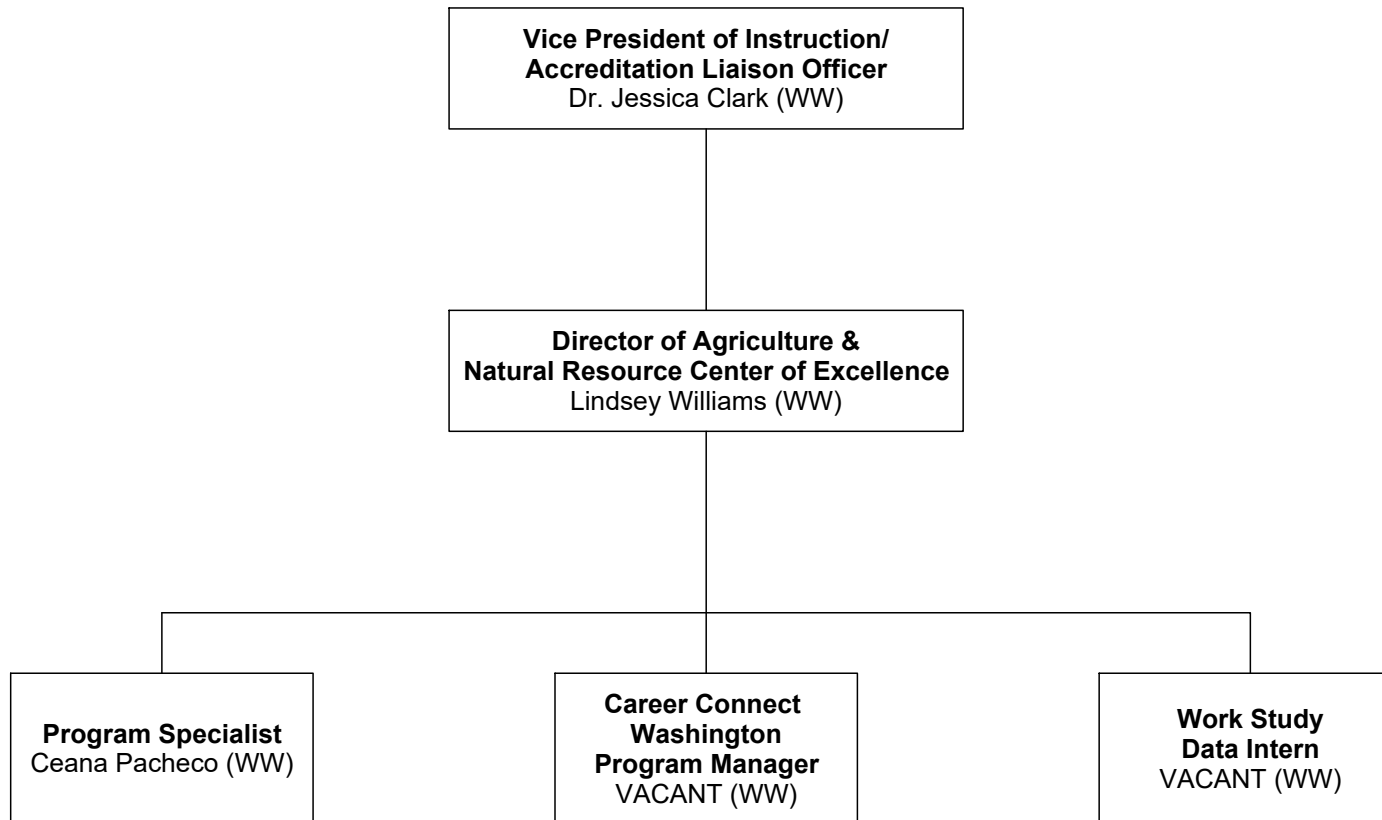 Vice President of Instruction/
Accreditation Liaison Officer
Dr. Jessica Clark (WW)
Director of Agriculture &
Natural Resource Center of Excellence
Lindsey Williams (WW)
Program Specialist
Ceana Pacheco (WW)
Career Connect
Washington
Program Manager
VACANT (WW)
Work Study
Data Intern
VACANT (WW)